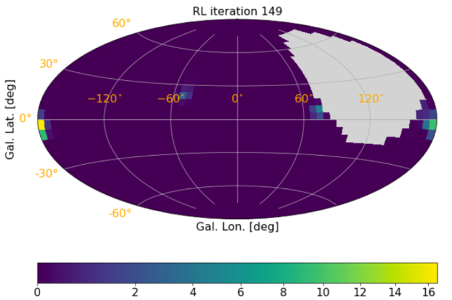 RL iteration 149
60°
30°
−120° −60° 0° 60° 120°
0°
-30°
-60°
Gal. Lat. [deg]
Gal. Lon. [deg]
0 2 4 6 8 10 12 14 16